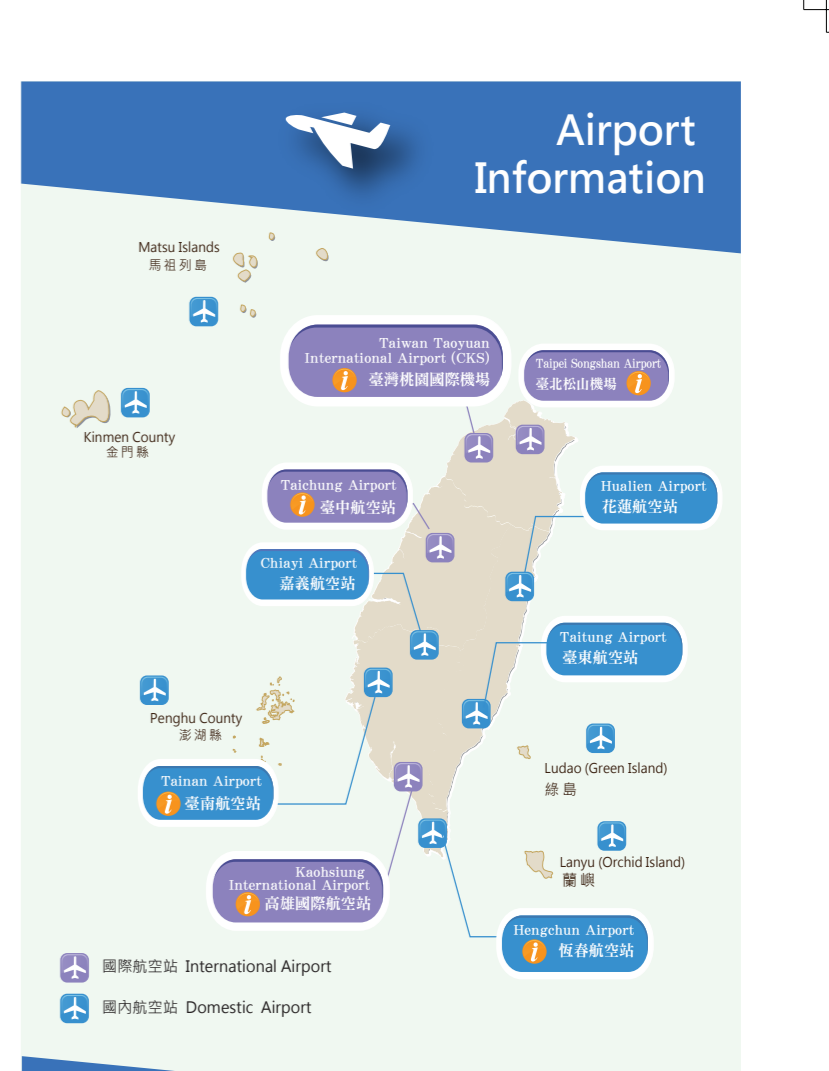 Airport
Information
Matsu Islands
馬祖列島
Taiwan Taoyuan
International Airport (CKS)
i 臺灣桃園國際機場
Taipei Songshan Airport
臺北松山機場 i
Kinmen County
金門縣
Taichung Airport
i 臺中航空站
Hualien Airport
花蓮航空站
Chiayi Airport
嘉義航空站
Taitung Airport
臺東航空站
Penghu County
澎湖縣
Ludao (Green Island)
綠島
Tainan Airport
i 臺南航空站
Lanyu (Orchid Island)
蘭嶼
Kaohsiung
International Airport
i 高雄國際航空站
Hengchun Airport
i 恆春航空站
國際航空站 International Airport
國內航空站 Domestic Airport